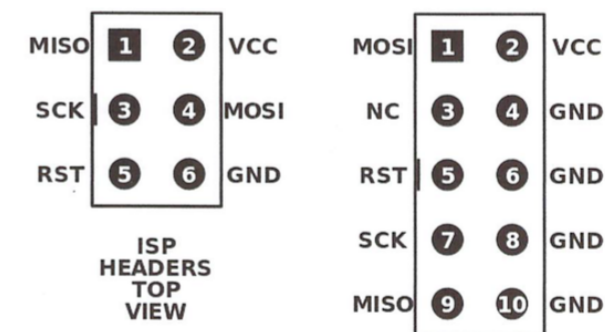 MISO 1 2 VCC
SCK 3 4 MOSI
RST 5 6 GND
ISP
HEADERS
TOP
VIEW
MOSI 1 2 VCC
NC 3 4 GND
RST 5 6 GND
SCK 7 8 GND
MISO 9 10 GND